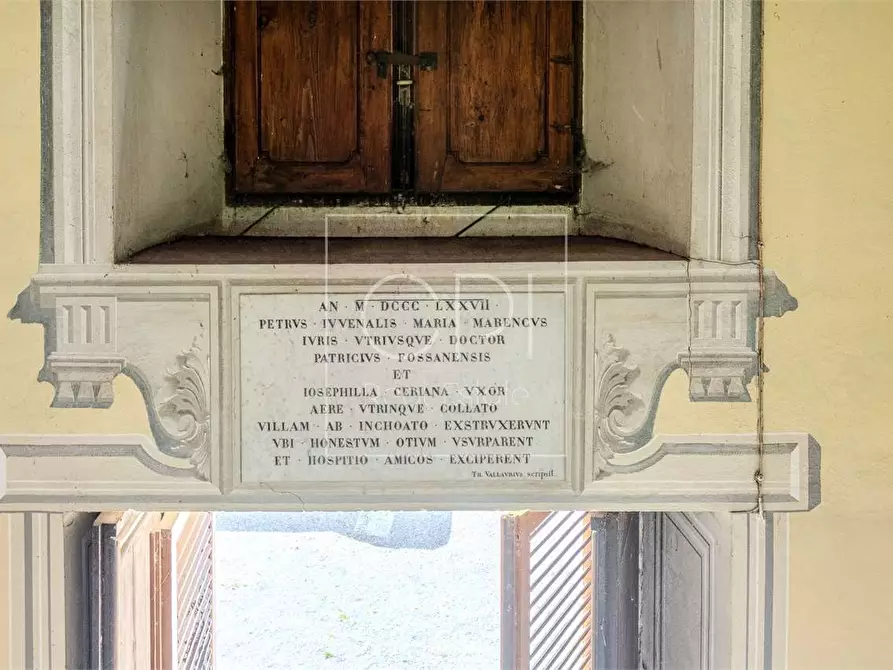 AN · M · DCCC · LXXVII ·
PETRVS · IVVENALIS · MARIA · MARENCVS
IVRIS · VTRIVSQVE · DOCTOR
PATRICIVS · FOSSANENSIS
ET
IOSEPHILLA · CERIANA · VXOR
AERE · VTRINQVE · COLLATO
VILLAM · AB · INCHOATO · EXSTRVXERVNT
VBI · HONESTVM · OTIVM · VSVRPARENT
ET · HOSPITIO · AMICOS · EXCIPERENT
TH. VALLAVRIVS scripsit.